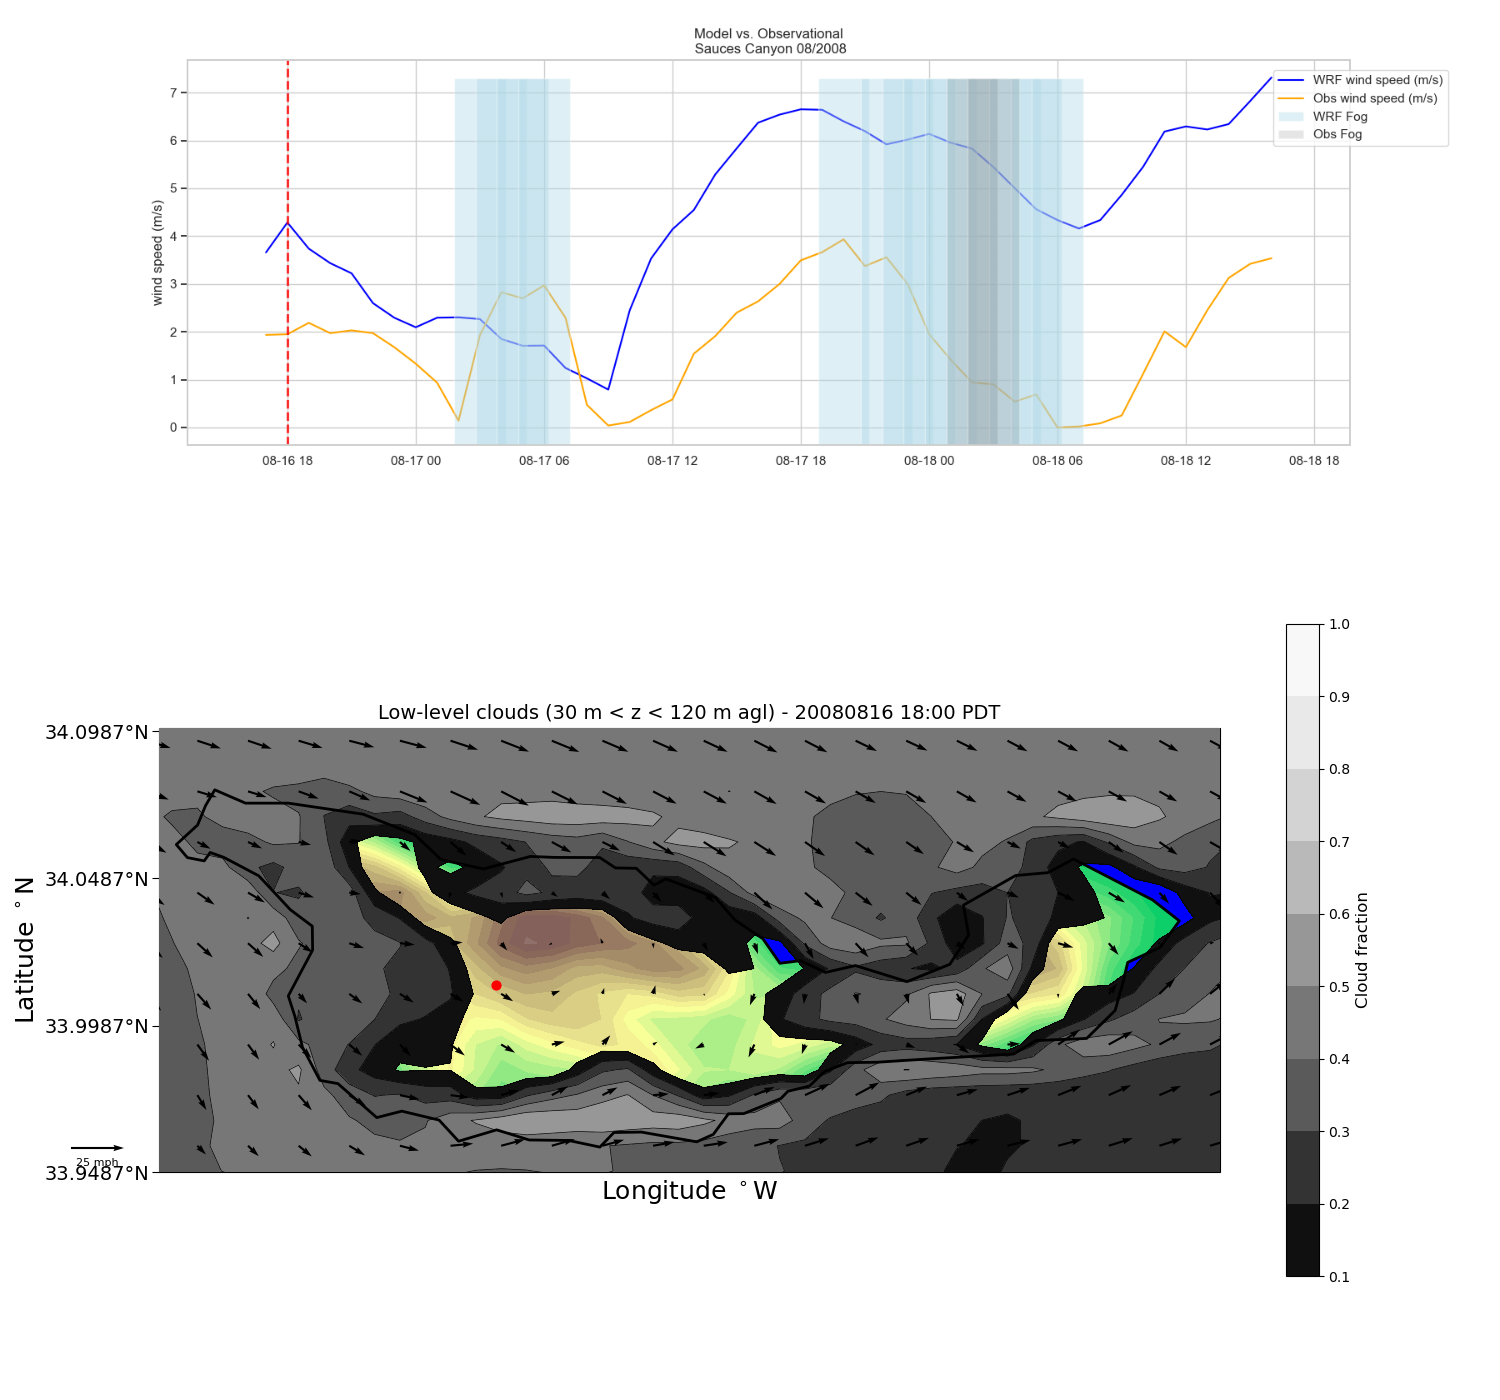 Model vs. Observational
Sauces Canyon 08/2008
wind speed (m/s)
7
6
5
4
3
2
1
0
WRF wind speed (m/s)
Obs wind speed (m/s)
WRF Fog
Obs Fog
08-16 18
08-17 00
08-17 06
08-17 12
08-17 18
08-18 00
08-18 06
08-18 12
08-18 18
Low-level clouds (30 m < z < 120 m agl) - 20080816 18:00 PDT
Latitude °N
34.0987°N
34.0487°N
33.9987°N
33.9487°N
25 mph
Longitude °W
1.0
0.9
0.8
0.7
0.6
0.5
0.4
0.3
0.2
0.1
Cloud fraction